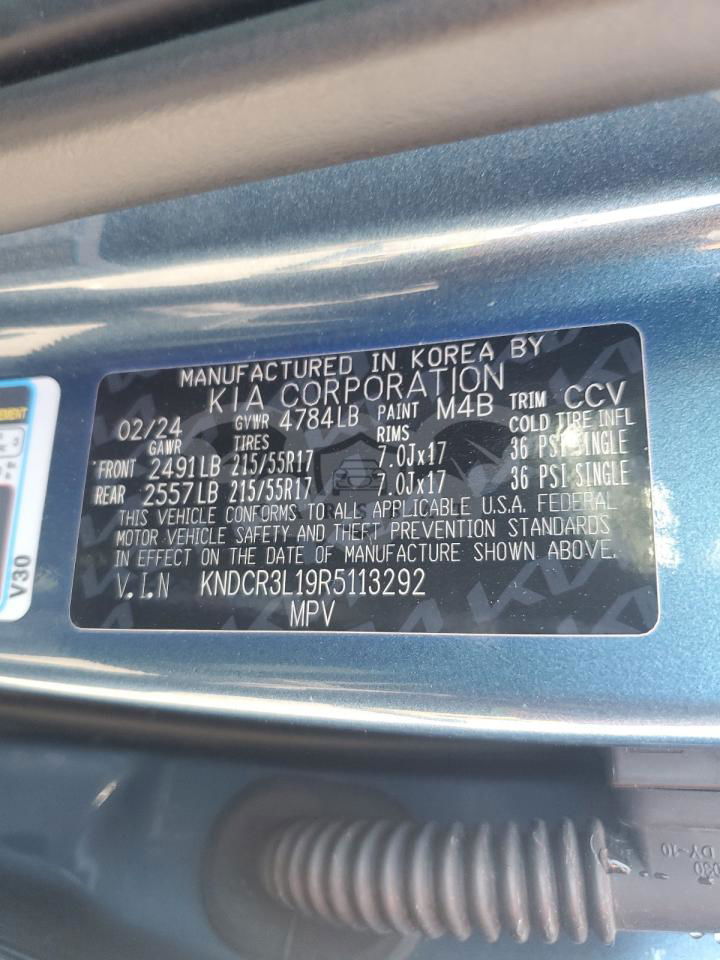 MANUFACTURED IN KOREA BY
KIA CORPORATION
02/24 GVWR 4784LB PAINT M4B TRIM CCV
GAWR TIRES RIMS COLD TIRE INFL
FRONT 2491LB 215/55R17 7.0Jx17 36 PSI SINGLE
REAR 2557LB 215/55R17 7.0Jx17 36 PSI SINGLE
THIS VEHICLE CONFORMS TO ALL APPLICABLE U.S.A. FEDERAL
MOTOR VEHICLE SAFETY AND THEFT PREVENTION STANDARDS
IN EFFECT ON THE DATE OF MANUFACTURE SHOWN ABOVE.
V.I.N KNDCR3L19R5113292
MPV
V30
DY-10